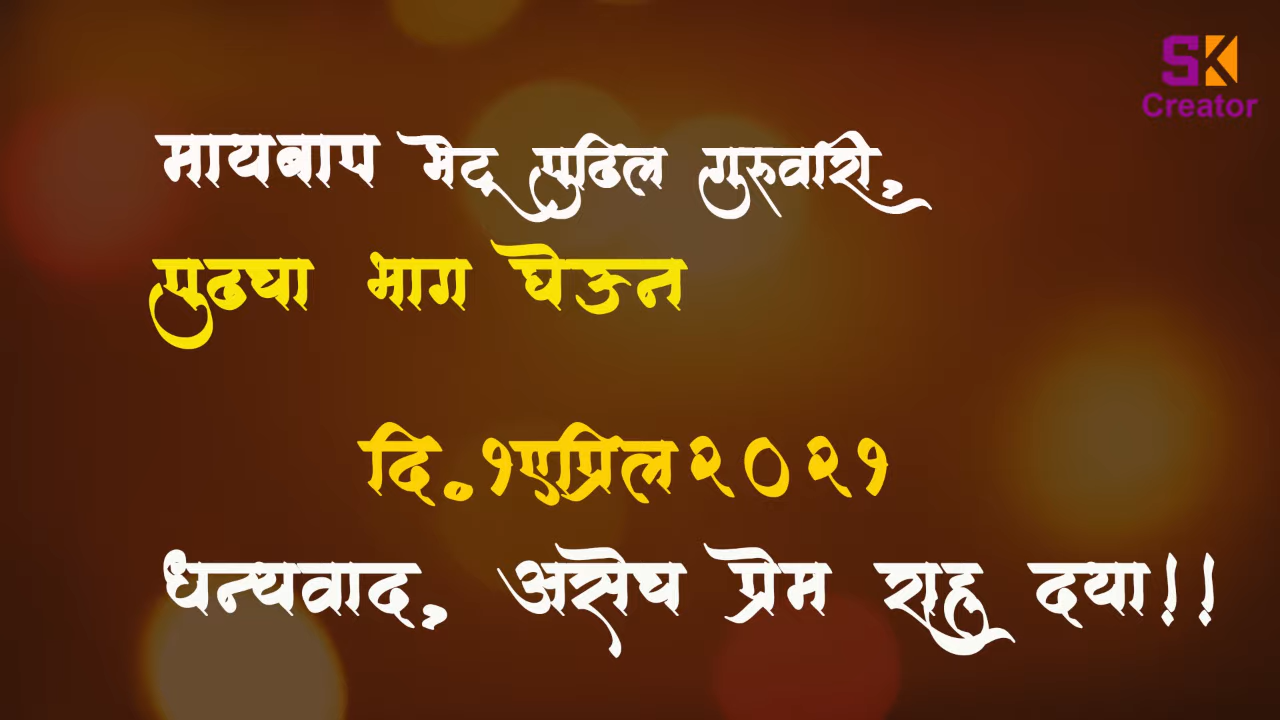 SK
Creator
मायबाप भेटू पुढिल गुरुवारी,
पुढचा भाग घेऊन
दि.१एप्रिल२०२१
धन्यवाद, असेच प्रेम राहू दया!!